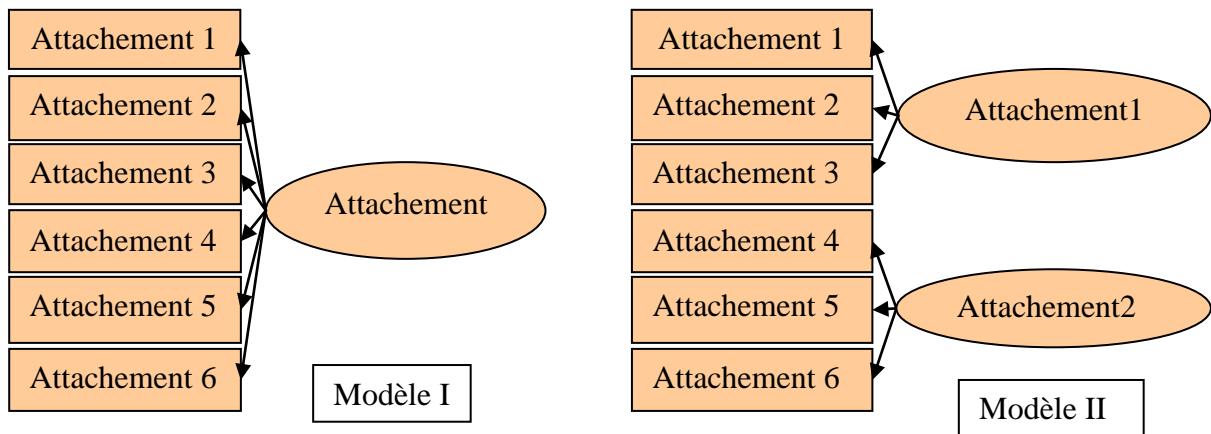 Attachement 1
Attachement 2
Attachement 3
Attachement 4
Attachement 5
Attachement 6
Attachement
Modèle I
Attachement 1
Attachement 2
Attachement 3
Attachement 4
Attachement 5
Attachement 6
Attachement1
Attachement2
Modèle II